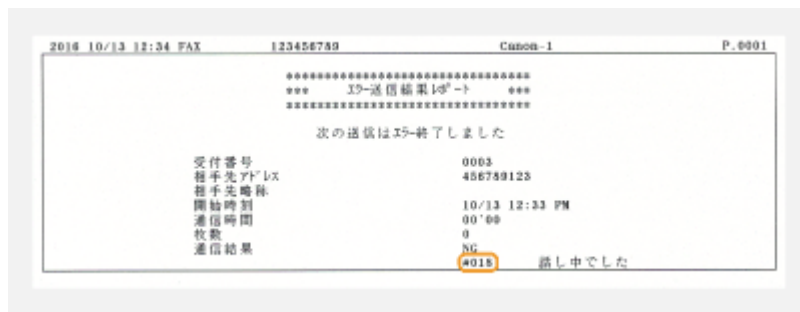 2016 10/13 12:34 FAX 123456789 Canon-1 P.0001
********************************
*** エラー送信結果レポート ***
********************************
次の送信はエラー終了しました
受付番号 0003
相手先アドレス 456789123
相手先略称
開始時刻 10/13 12:33 PM
通信時間 00'00
枚数 0
通信結果 NG
#018 話し中でした